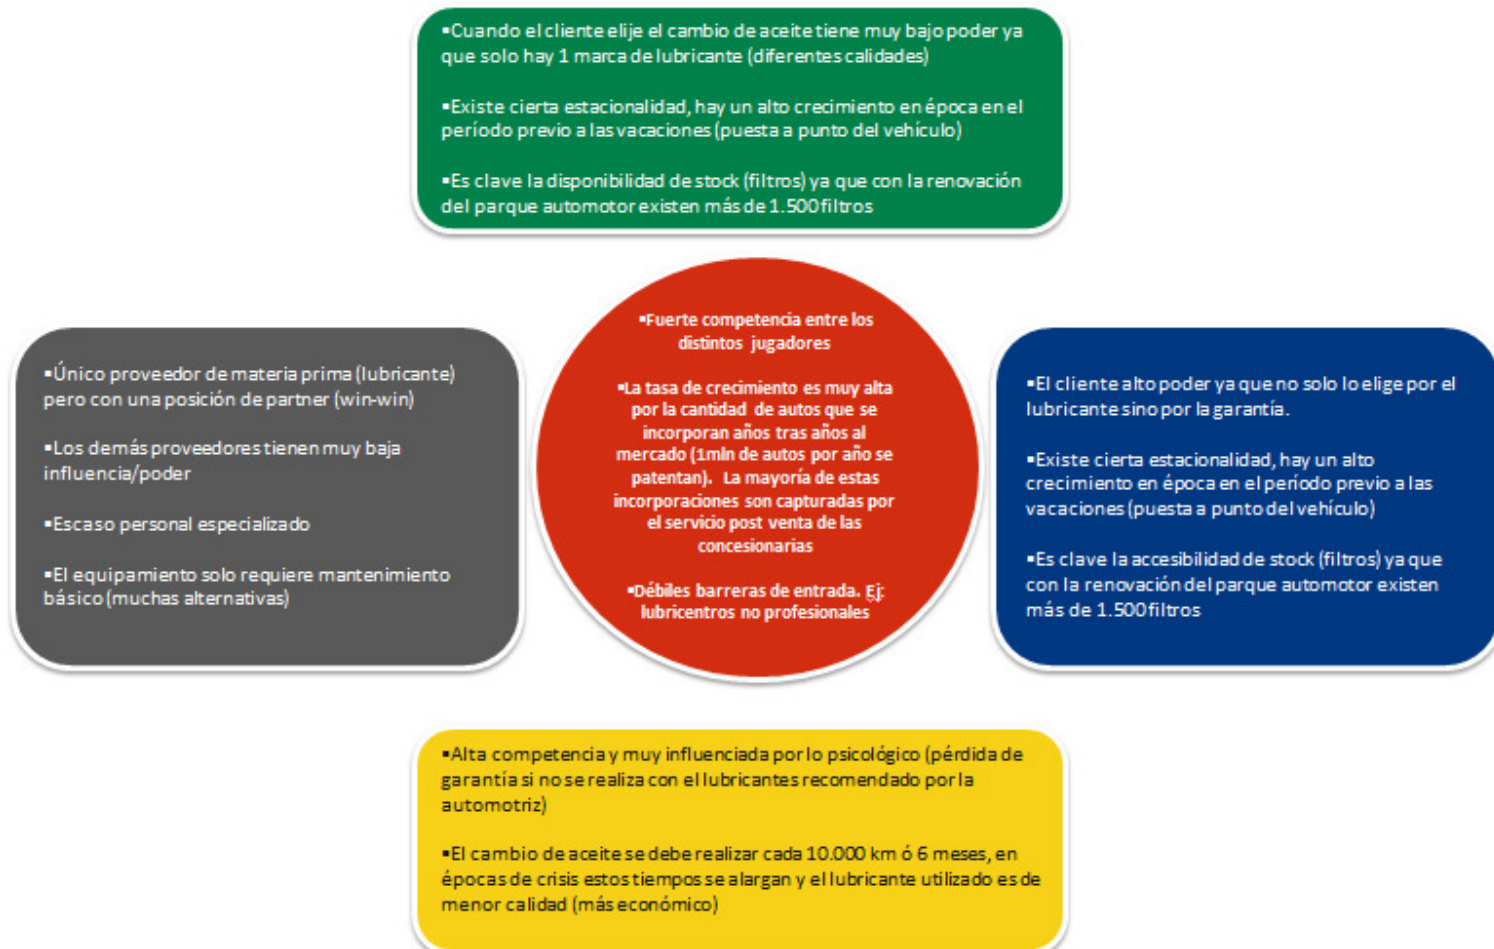 ▪Cuando el cliente elije el cambio de aceite tiene muy bajo poder ya
que solo hay 1 marca de lubricante (diferentes calidades)
▪Existe cierta estacionalidad, hay un alto crecimiento en época en el
período previo a las vacaciones (puesta a punto del vehículo)
▪Es clave la disponibilidad de stock (filtros) ya que con la renovación
del parque automotor existen más de 1.500 filtros
▪Único proveedor de materia prima (lubricante)
pero con una posición de partner (win-win)
▪Los demás proveedores tienen muy baja
influencia/poder
▪Escaso personal especializado
▪El equipamiento solo requiere mantenimiento
básico (muchas alternativas)
▪Fuerte competencia entre los
distintos jugadores
▪La tasa de crecimiento es muy alta
por la cantidad de autos que se
incorporan años tras años al
mercado (1mln de autos por año se
patentan). La mayoría de estas
incorporaciones son capturadas por
el servicio post venta de las
concesionarias
▪Débiles barreras de entrada. Ej:
lubricentros no profesionales
▪El cliente alto poder ya que no solo lo elige por el
lubricante sino por la garantía.
▪Existe cierta estacionalidad, hay un alto
crecimiento en época en el período previo a las
vacaciones (puesta a punto del vehículo)
▪Es clave la accesibilidad de stock (filtros) ya que
con la renovación del parque automotor existen
más de 1.500 filtros
▪Alta competencia y muy influenciada por lo psicológico (pérdida de
garantía si no se realiza con el lubricantes recomendado por la
automotriz)
▪El cambio de aceite se debe realizar cada 10.000 km ó 6 meses, en
épocas de crisis estos tiempos se alargan y el lubricante utilizado es de
menor calidad (más económico)